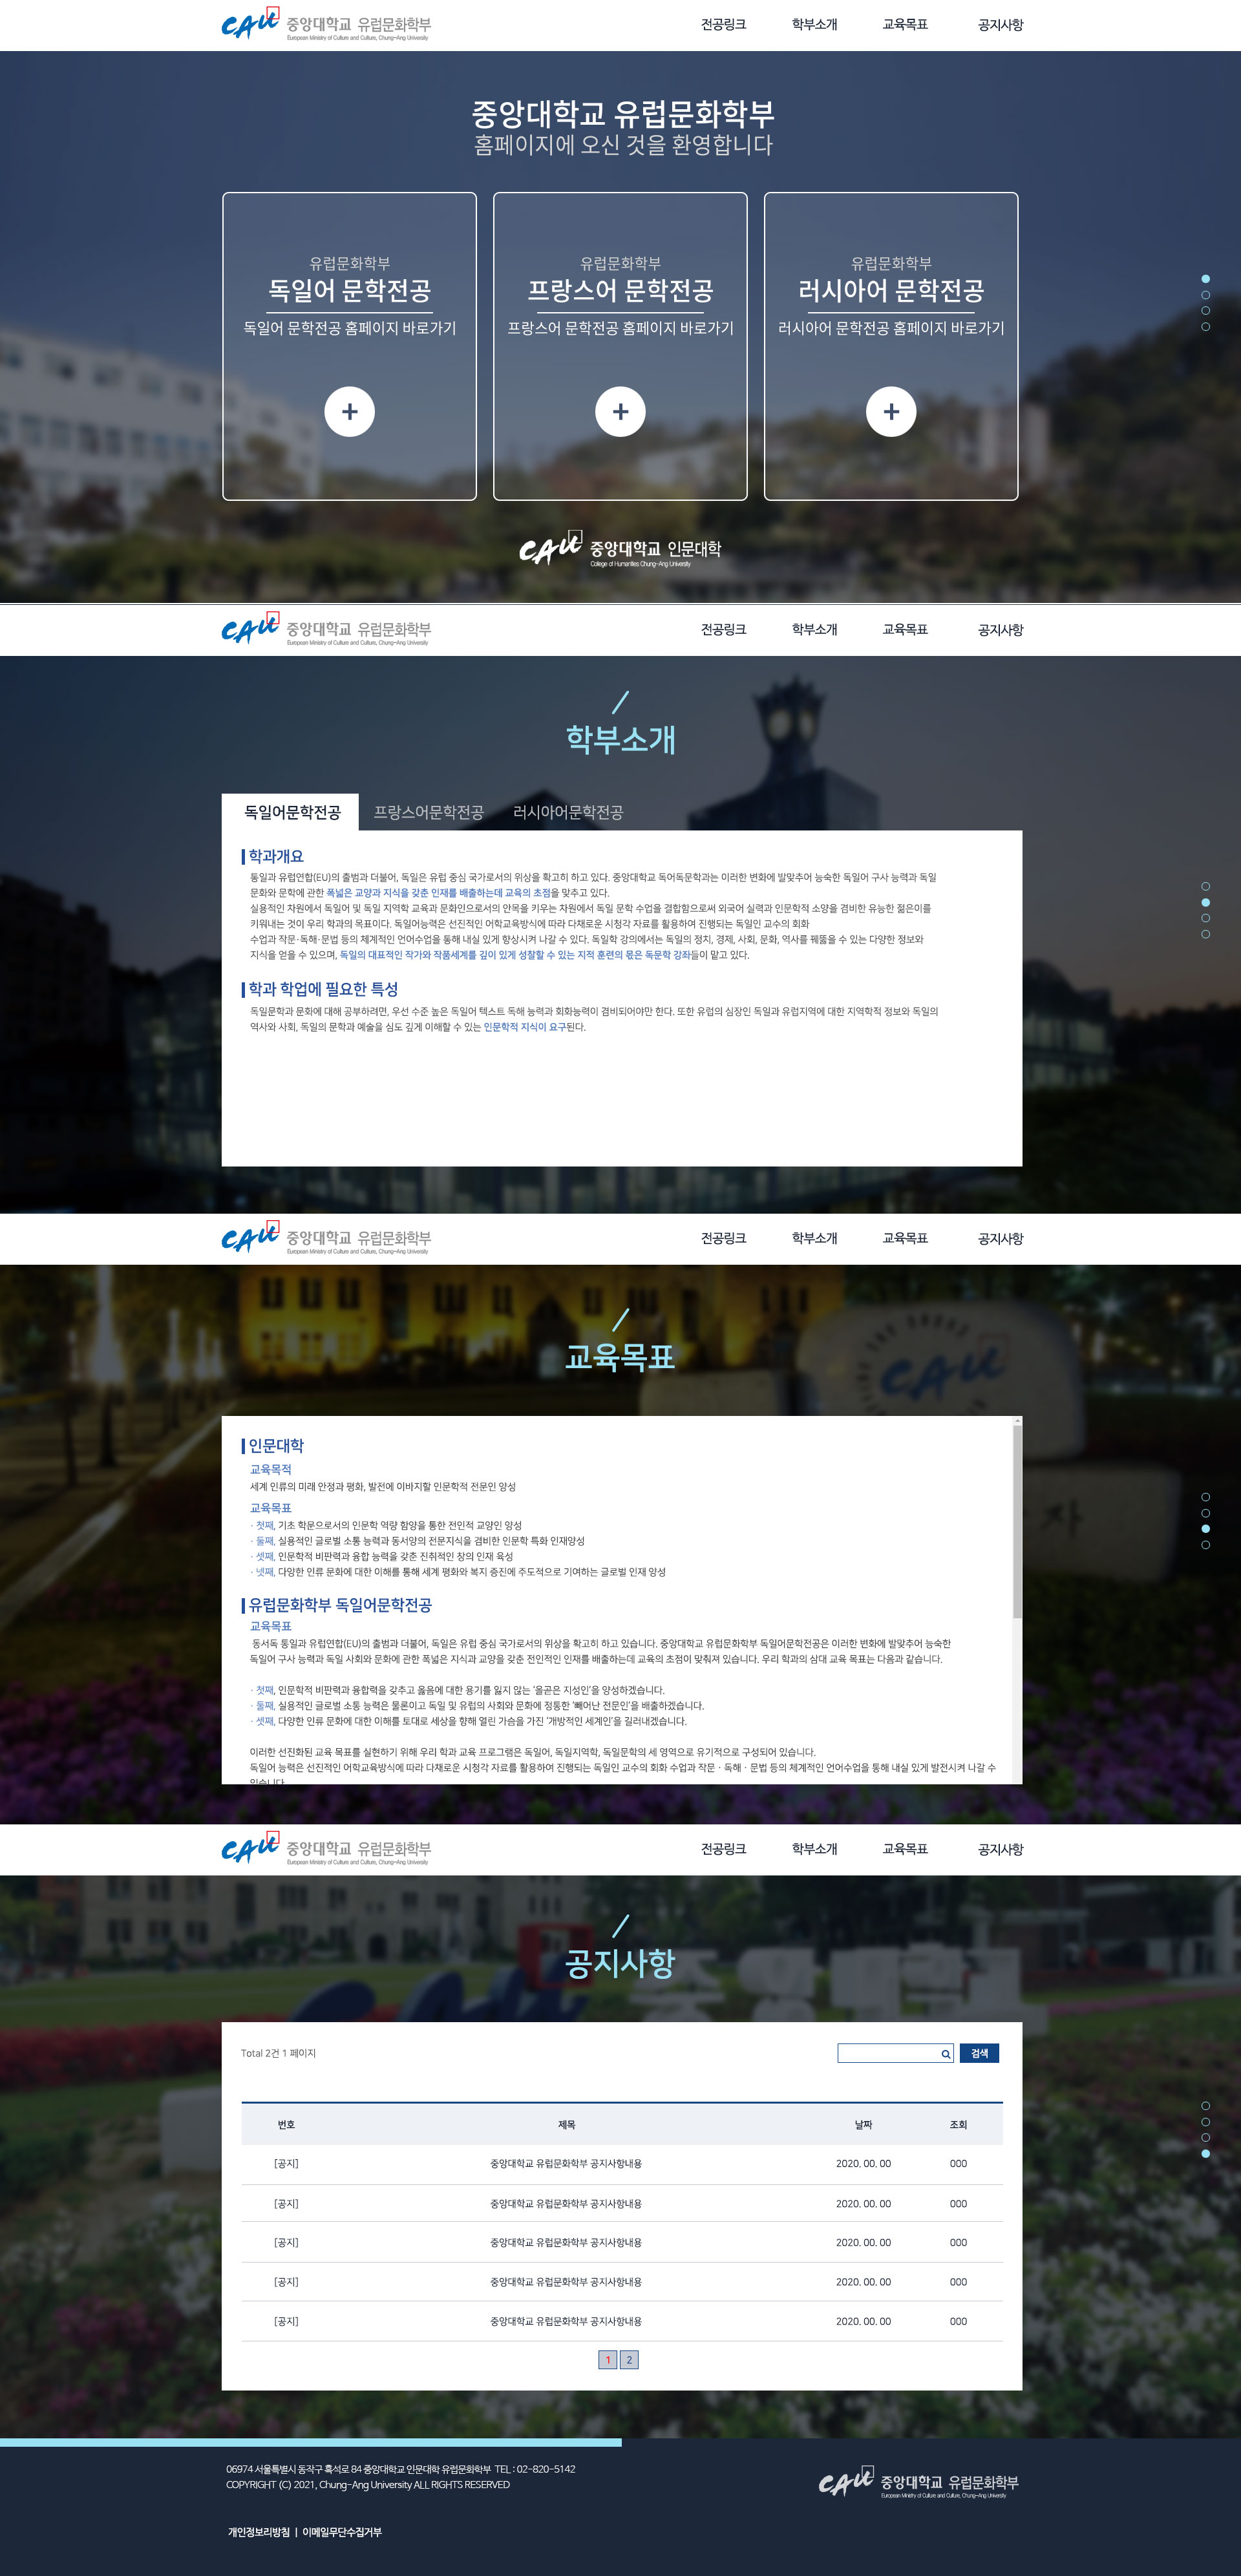 CAU 중앙대학교 유럽문화학부
European Ministry of Culture and Culture, Chung-Ang University
전공링크 학부소개 교육목표 공지사항
중앙대학교 유럽문화학부
홈페이지에 오신 것을 환영합니다
유럽문화학부
독일어 문학전공
독일어 문학전공 홈페이지 바로가기
+
유럽문화학부
프랑스어 문학전공
프랑스어 문학전공 홈페이지 바로가기
+
유럽문화학부
러시아어 문학전공
러시아어 문학전공 홈페이지 바로가기
+
CAU 중앙대학교 인문대학
College of Humanities Chung-Ang University
CAU 중앙대학교 유럽문화학부
European Ministry of Culture and Culture, Chung-Ang University
전공링크 학부소개 교육목표 공지사항
학부소개
독일어문학전공 프랑스어문학전공 러시아어문학전공
학과개요
통일과 유럽연합(EU)의 출범과 더불어, 독일은 유럽 중심 국가로서의 위상을 확고히 하고 있다. 중앙대학교 독어독문학과는 이러한 변화에 발맞추어 능숙한 독일어 구사 능력과 독일
문화와 문학에 관한 폭넓은 교양과 지식을 갖춘 인재를 배출하는데 교육의 초점을 맞추고 있다.
실용적인 차원에서 독일어 및 독일 지역학 교육과 문화인으로서의 안목을 키우는 차원에서 독일 문학 수업을 결합함으로써 외국어 실력과 인문학적 소양을 겸비한 유능한 젊은이를
키워내는 것이 우리 학과의 목표이다. 독일어능력은 선진적인 어학교육방식에 따라 다채로운 시청각 자료를 활용하여 진행되는 독일인 교수의 회화
수업과 작문·독해·문법 등의 체계적인 언어수업을 통해 내실 있게 향상시켜 나갈 수 있다. 독일학 강의에서는 독일의 정치, 경제, 사회, 문화, 역사를 꿰뚫을 수 있는 다양한 정보와
지식을 얻을 수 있으며, 독일의 대표적인 작가와 작품세계를 깊이 있게 성찰할 수 있는 지적 훈련의 몫은 독문학 강좌들이 맡고 있다.
학과 학업에 필요한 특성
독일문학과 문화에 대해 공부하려면, 우선 수준 높은 독일어 텍스트 독해 능력과 회화능력이 겸비되어야만 한다. 또한 유럽의 심장인 독일과 유럽지역에 대한 지역학적 정보와 독일의
역사와 사회, 독일의 문학과 예술을 심도 깊게 이해할 수 있는 인문학적 지식이 요구된다.
CAU 중앙대학교 유럽문화학부
European Ministry of Culture and Culture, Chung-Ang University
전공링크 학부소개 교육목표 공지사항
교육목표
CAU
인문대학
교육목적
세계 인류의 미래 안정과 평화, 발전에 이바지할 인문학적 전문인 양성
교육목표
· 첫째, 기초 학문으로서의 인문학 역량 함양을 통한 전인적 교양인 양성
· 둘째, 실용적인 글로벌 소통 능력과 동서양의 전문지식을 겸비한 인문학 특화 인재양성
· 셋째, 인문학적 비판력과 융합 능력을 갖춘 진취적인 창의 인재 육성
· 넷째, 다양한 인류 문화에 대한 이해를 통해 세계 평화와 복지 증진에 주도적으로 기여하는 글로벌 인재 양성
유럽문화학부 독일어문학전공
교육목표
동서독 통일과 유럽연합(EU)의 출범과 더불어, 독일은 유럽 중심 국가로서의 위상을 확고히 하고 있습니다. 중앙대학교 유럽문화학부 독일어문학전공은 이러한 변화에 발맞추어 능숙한
독일어 구사 능력과 독일 사회와 문화에 관한 폭넓은 지식과 교양을 갖춘 전인적인 인재를 배출하는데 교육의 초점이 맞춰져 있습니다. 우리 학과의 삼대 교육 목표는 다음과 같습니다.
· 첫째, 인문학적 비판력과 융합력을 갖추고 옳음에 대한 용기를 잃지 않는 '올곧은 지성인'을 양성하겠습니다.
· 둘째, 실용적인 글로벌 소통 능력은 물론이고 독일 및 유럽의 사회와 문화에 정통한 '빼어난 전문인'을 배출하겠습니다.
· 셋째, 다양한 인류 문화에 대한 이해를 토대로 세상을 향해 열린 가슴을 가진 '개방적인 세계인'을 길러내겠습니다.
이러한 선진화된 교육 목표를 실현하기 위해 우리 학과 교육 프로그램은 독일어, 독일지역학, 독일문학의 세 영역으로 유기적으로 구성되어 있습니다.
독일어 능력은 선진적인 어학교육방식에 따라 다채로운 시청각 자료를 활용하여 진행되는 독일인 교수의 회화 수업과 작문 · 독해 · 문법 등의 체계적인 언어수업을 통해 내실 있게 발전시켜 나갈 수
있습니다
CAU 중앙대학교 유럽문화학부
European Ministry of Culture and Culture, Chung-Ang University
전공링크 학부소개 교육목표 공지사항
공지사항
Total 2건 1 페이지
검색
번호 제목 날짜 조회
[공지] 중앙대학교 유럽문화학부 공지사항내용 2020. 00. 00 000
[공지] 중앙대학교 유럽문화학부 공지사항내용 2020. 00. 00 000
[공지] 중앙대학교 유럽문화학부 공지사항내용 2020. 00. 00 000
[공지] 중앙대학교 유럽문화학부 공지사항내용 2020. 00. 00 000
[공지] 중앙대학교 유럽문화학부 공지사항내용 2020. 00. 00 000
1 2
06974 서울특별시 동작구 흑석로 84 중앙대학교 인문대학 유럽문화학부 TEL : 02-820-5142
COPYRIGHT (C) 2021, Chung-Ang University ALL RIGHTS RESERVED
CAU 중앙대학교 유럽문화학부
European Ministry of Culture and Culture, Chung-Ang University
개인정보리방침 | 이메일무단수집거부